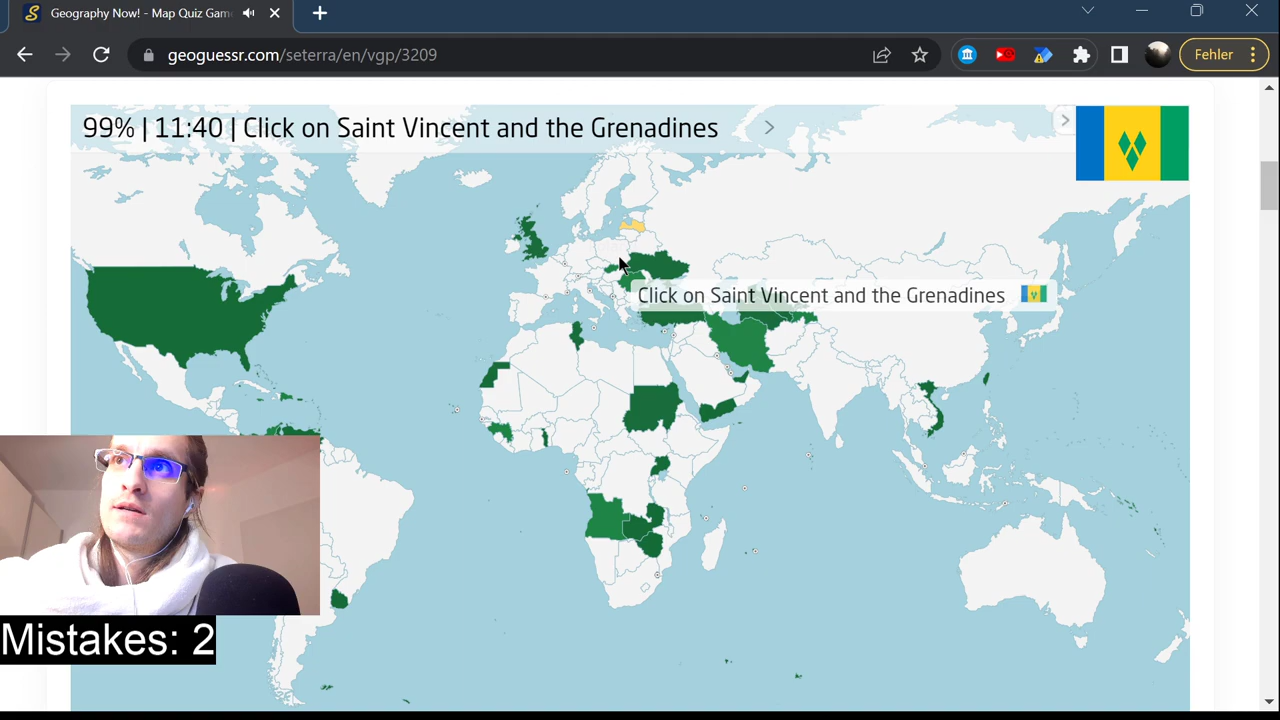 Geography Now! - Map Quiz Gam
geoguessr.com/seterra/en/vgp/3209
Fehler
99% | 11:40 | Click on Saint Vincent and the Grenadines
Click on Saint Vincent and the Grenadines
Mistakes: 2